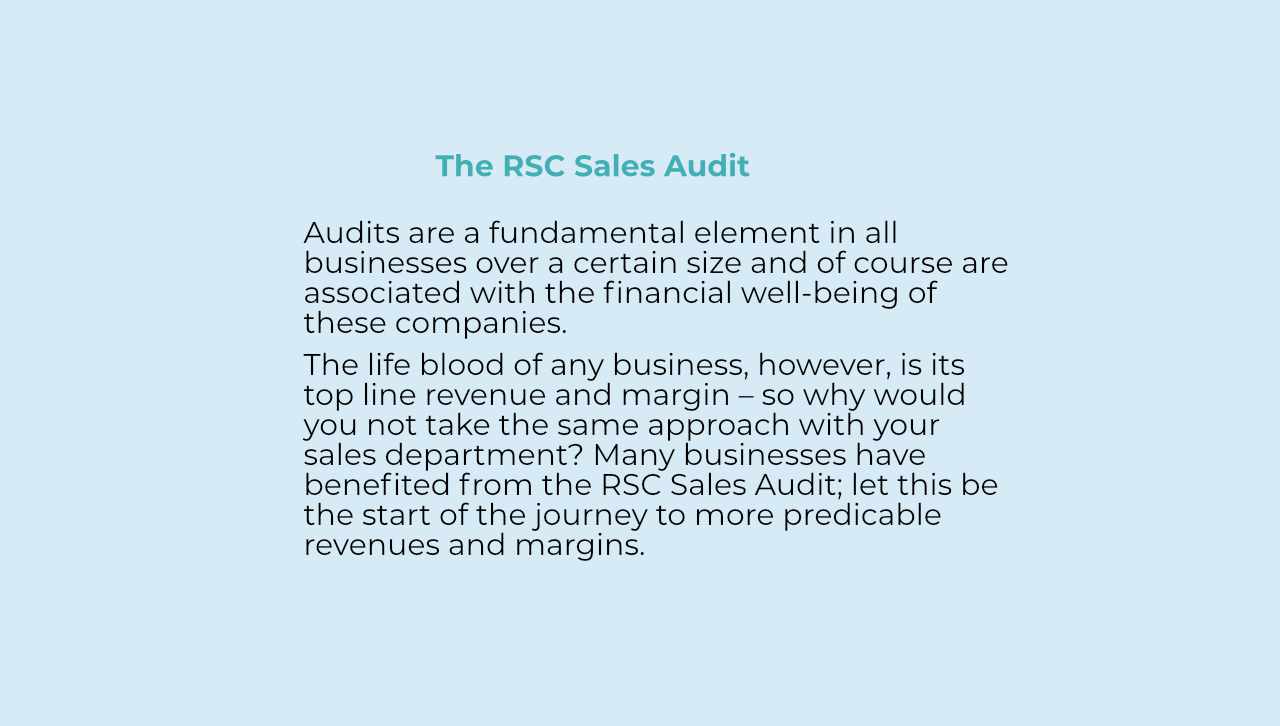 The RSC Sales Audit
Audits are a fundamental element in all
businesses over a certain size and of course are
associated with the financial well-being of
these companies.
The life blood of any business, however, is its
top line revenue and margin – so why would
you not take the same approach with your
sales department? Many businesses have
benefited from the RSC Sales Audit; let this be
the start of the journey to more predicable
revenues and margins.